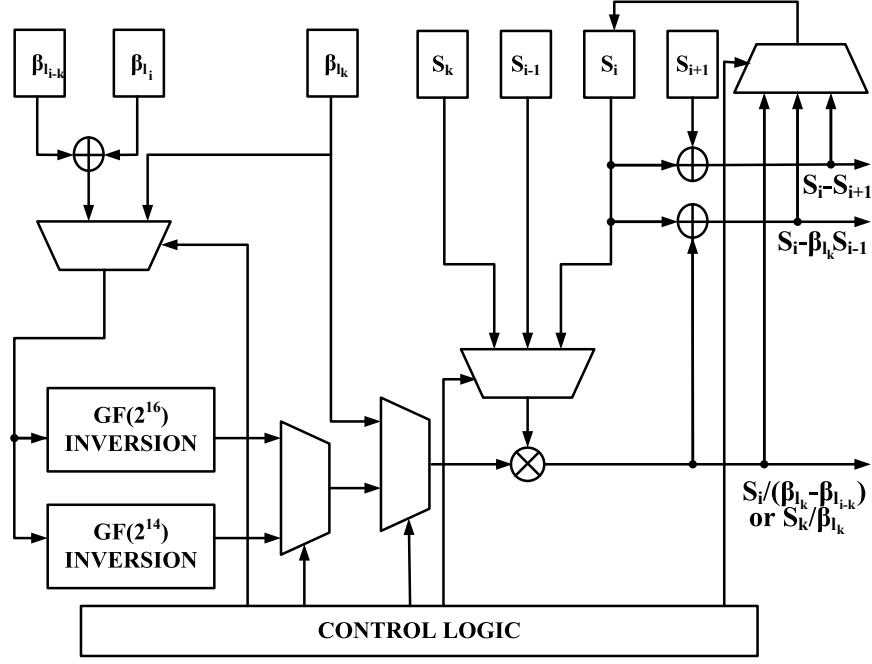 β_{l_{i-k}} β_{l_i} β_{l_k} S_k S_{i-1} S_i S_{i+1}
S_i-S_{i+1}
S_i-β_{l_k}S_{i-1}
GF(2^{16})
INVERSION
S_i/(β_{l_k}-β_{l_{i-k}})
or S_k/β_{l_k}
GF(2^{14})
INVERSION
CONTROL LOGIC